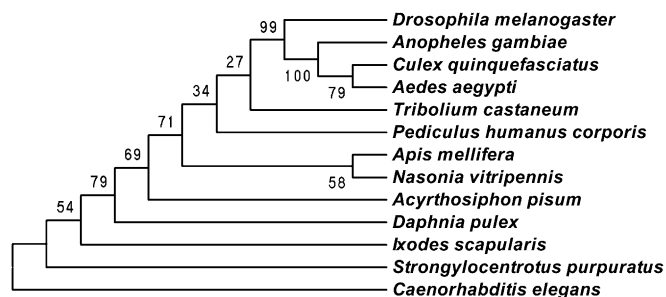 Drosophila melanogaster
99
Anopheles gambiae
100
Culex quinquefasciatus
27
79
Aedes aegypti
34
Tribolium castaneum
71
Pediculus humanus corporis
69
Apis mellifera
58
Nasonia vitripennis
79
Acyrthosiphon pisum
54
Daphnia pulex
Ixodes scapularis
Strongylocentrotus purpuratus
Caenorhabditis elegans